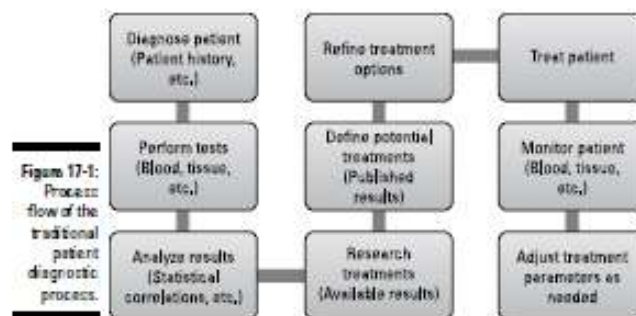 Diagnose patient
(Patient history,
etc.)
Perform tests
(Blood, tissue,
etc.)
Analyze results
(Statistical
correlations, etc.)
Research
treatments
(Available results)
Define potential
treatments
(Published
results)
Refine treatment
options
Treat patient
Monitor patient
(Blood, tissue,
etc.)
Adjust treatment
parameters as
needed
Figure 17-1:
Process
flow of the
traditional
patient
diagnostic
process.